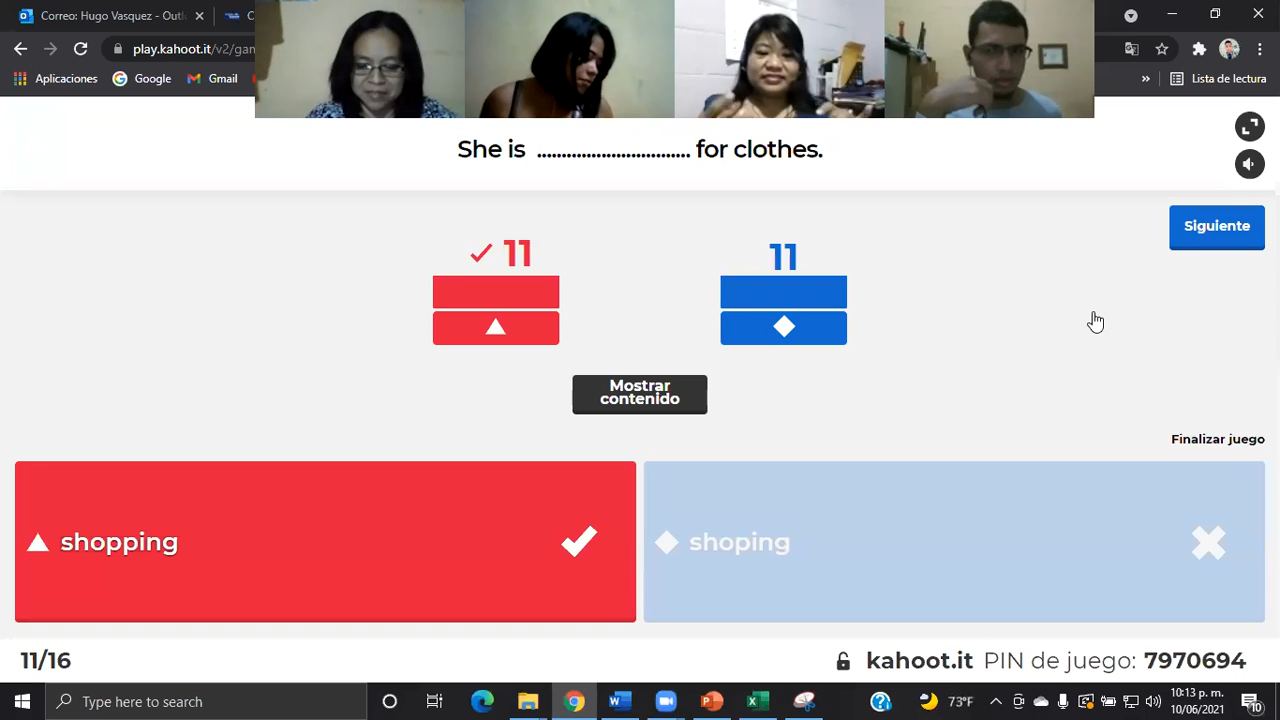 Correo: Hugo Vasquez - Outl
play.kahoot.it/v2/gam
Aplicaciones
Google
Gmail
»
Lista de lectura
She is ............................... for clothes.
Siguiente
11
11
Mostrar
contenido
Finalizar juego
shopping
shoping
11/16
kahoot.it PIN de juego: 7970694
Type here to search
73°F
10:13 p. m.
10/06/2021
10